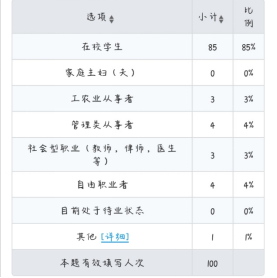 选项 小计 比例
在校学生 85 85%
家庭主妇（夫） 0 0%
工农业从事者 3 3%
管理类从事者 4 4%
社会型职业（教师，律师，医生等） 3 3%
自由职业者 4 4%
目前处于待业状态 0 0%
其他 [详细] 1 1%
本题有效填写人次 100